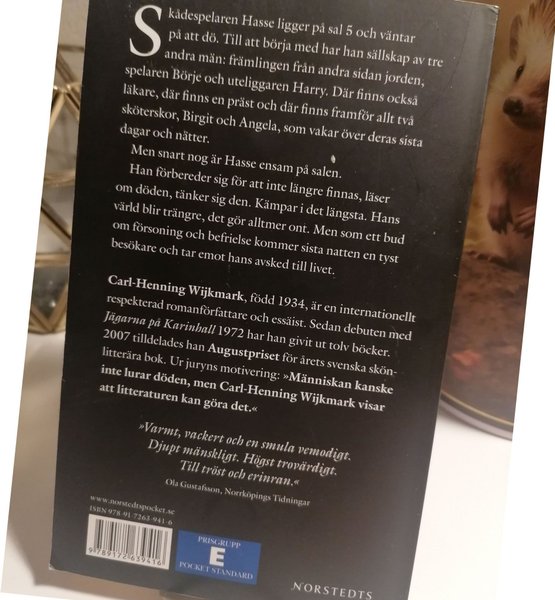 Skådespelaren Hasse ligger på sal 5 och väntar
på att dö. Till att börja med har han sällskap av tre
andra män: främlingen från andra sidan jorden,
spelaren Börje och uteliggaren Harry. Där finns också
läkare, där finns en präst och där finns framför allt två
sköterskor, Birgit och Angela, som vakar över deras sista
dagar och nätter.
Men snart nog är Hasse ensam på salen.
Han förbereder sig för att inte längre finnas, läser
om döden, tänker sig den. Kämpar i det längsta. Hans
värld blir trängre, det gör alltmer ont. Men som ett bud
om försoning och befrielse kommer sista natten en tyst
besökare och tar emot hans avsked till livet.
Carl-Henning Wijkmark, född 1934, är en internationellt
respekterad romanförfattare och essäist. Sedan debuten med
Jägarna på Karinhall 1972 har han givit ut tolv böcker.
2007 tilldelades han Augustpriset för årets svenska skön-
litterära bok. Ur juryns motivering: »Människan kanske
inte lurar döden, men Carl-Henning Wijkmark visar
att litteraturen kan göra det.«
»Varmt, vackert och en smula vemodigt.
Djupt mänskligt. Högst trovärdigt.
Till tröst och erinran.«
Ola Gustafsson, Norrköpings Tidningar
www.norstedtspocket.se
ISBN 978-91-7263-941-6
9789172639416
PRISGRUPP
E
POCKET STANDARD
NORSTEDTS